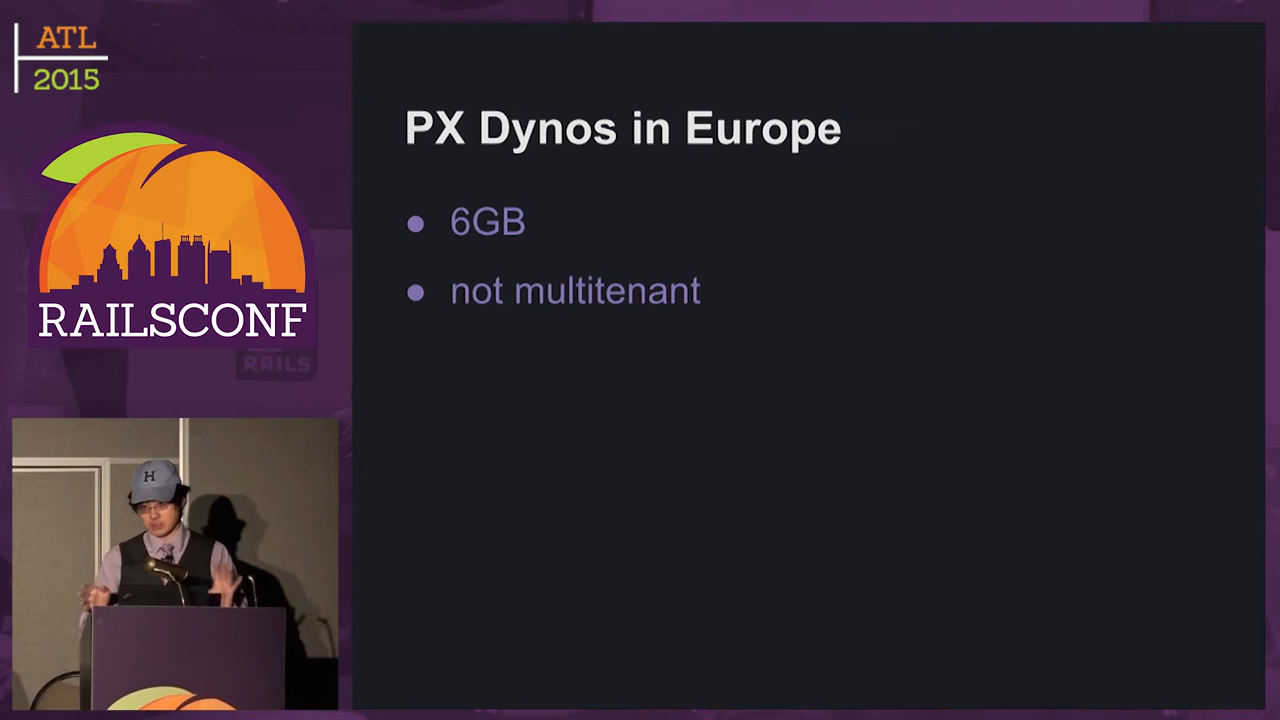 ATL
2015
RAILSCONF
RAILS
H
PX Dynos in Europe
● 6GB
● not multitenant